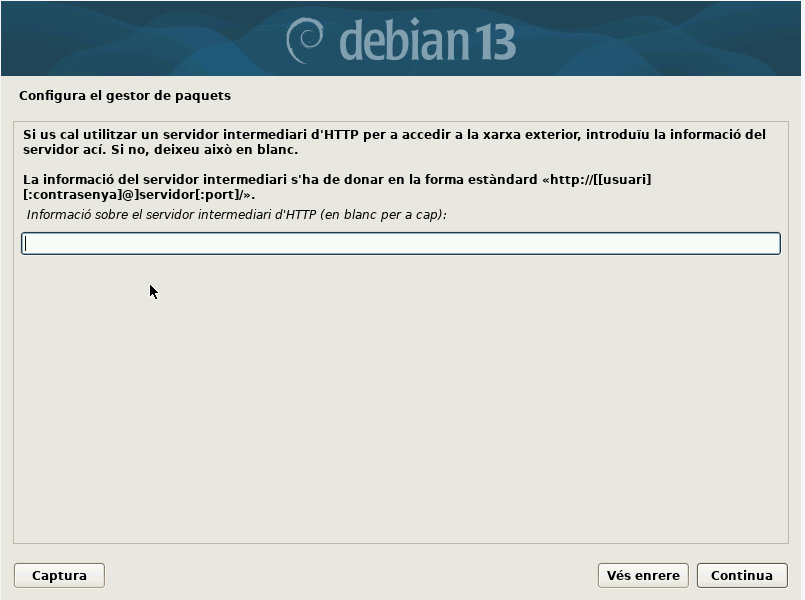 debian 13
Configura el gestor de paquets
Si us cal utilitzar un servidor intermediari d'HTTP per a accedir a la xarxa exterior, introduïu la informació del
servidor ací. Si no, deixeu això en blanc.
La informació del servidor intermediari s'ha de donar en la forma estàndard «http://[[usuari]
[:contrasenya]@]servidor[:port]/».
Informació sobre el servidor intermediari d'HTTP (en blanc per a cap):
Captura
Vés enrere
Continua